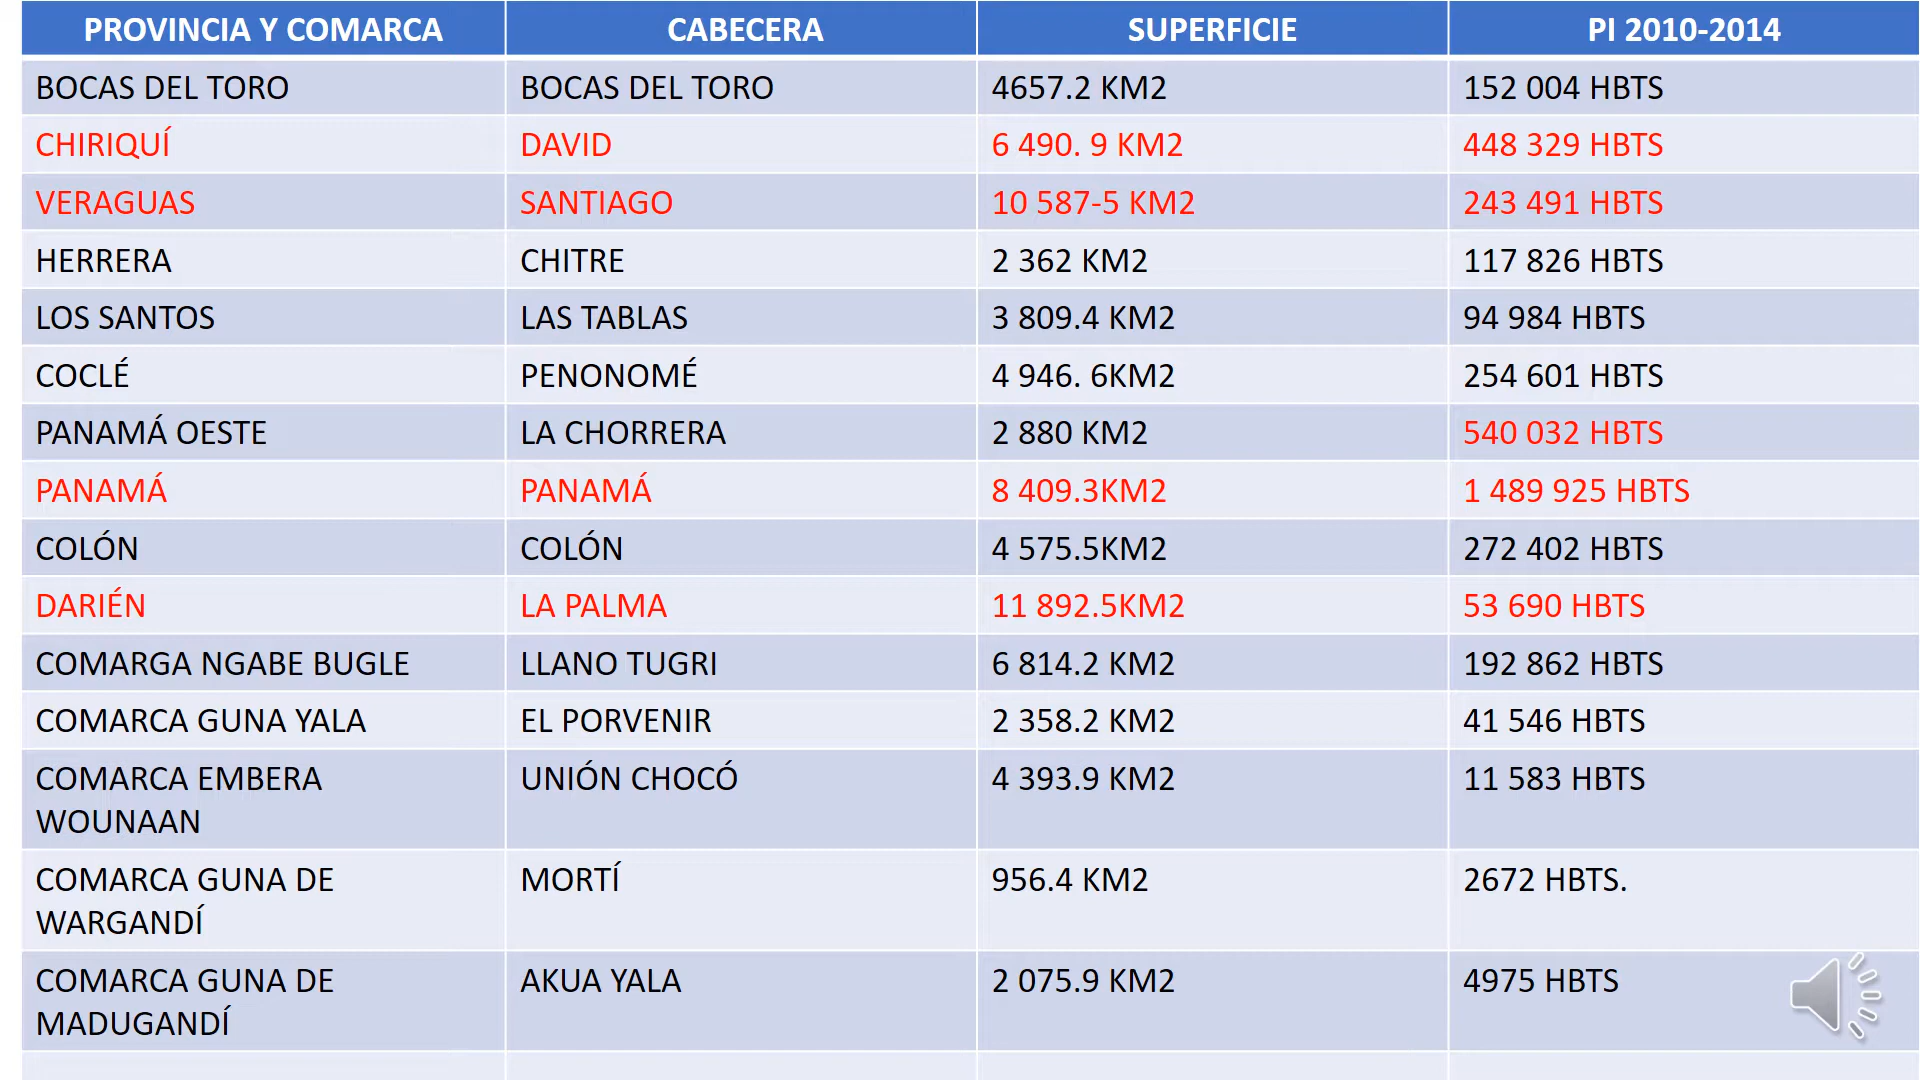 PROVINCIA Y COMARCA CABECERA SUPERFICIE PI 2010-2014
BOCAS DEL TORO BOCAS DEL TORO 4657.2 KM2 152 004 HBTS
CHIRIQUÍ DAVID 6 490. 9 KM2 448 329 HBTS
VERAGUAS SANTIAGO 10 587-5 KM2 243 491 HBTS
HERRERA CHITRE 2 362 KM2 117 826 HBTS
LOS SANTOS LAS TABLAS 3 809.4 KM2 94 984 HBTS
COCLÉ PENONOMÉ 4 946. 6KM2 254 601 HBTS
PANAMÁ OESTE LA CHORRERA 2 880 KM2 540 032 HBTS
PANAMÁ PANAMÁ 8 409.3KM2 1 489 925 HBTS
COLÓN COLÓN 4 575.5KM2 272 402 HBTS
DARIÉN LA PALMA 11 892.5KM2 53 690 HBTS
COMARGA NGABE BUGLE LLANO TUGRI 6 814.2 KM2 192 862 HBTS
COMARCA GUNA YALA EL PORVENIR 2 358.2 KM2 41 546 HBTS
COMARCA EMBERA UNIÓN CHOCÓ 4 393.9 KM2 11 583 HBTS
WOUNAAN
COMARCA GUNA DE MORTÍ 956.4 KM2 2672 HBTS.
WARGANDÍ
COMARCA GUNA DE AKUA YALA 2 075.9 KM2 4975 HBTS
MADUGANDÍ